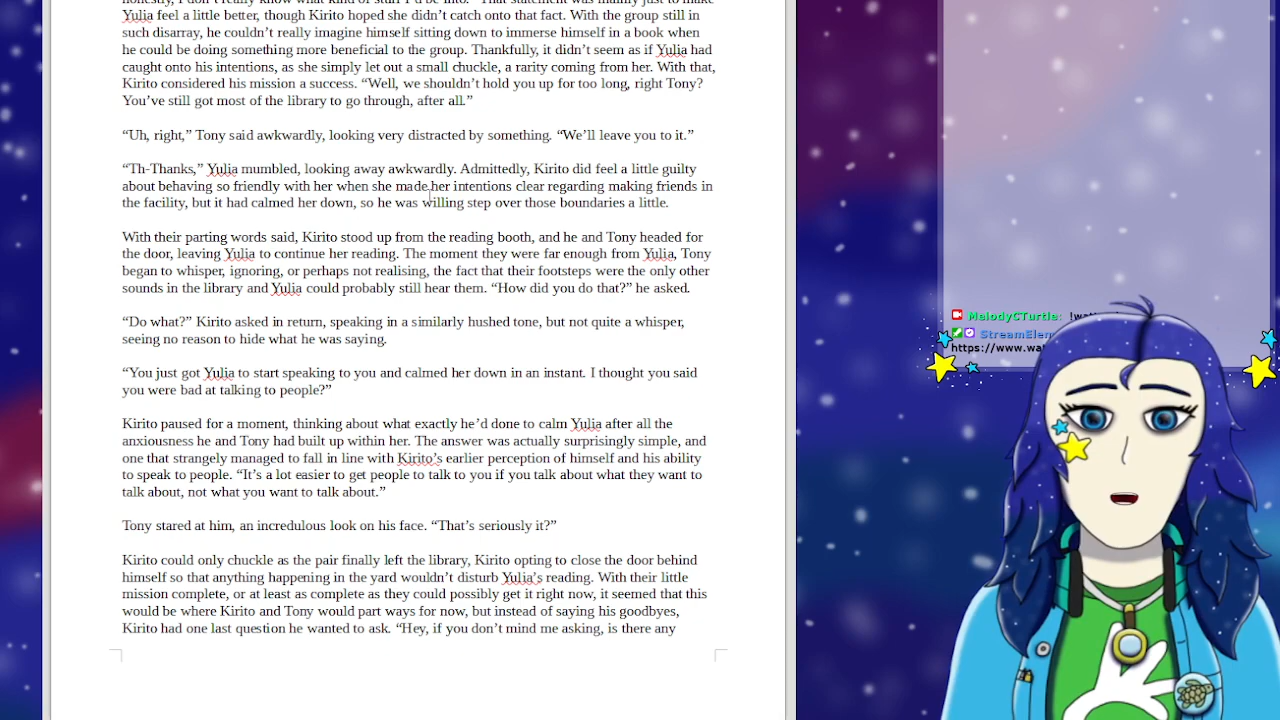 Yulia feel a little better, though Kirito hoped she didn’t catch onto that fact. With the group still in
such disarray, he couldn’t really imagine himself sitting down to immerse himself in a book when
he could be doing something more beneficial to the group. Thankfully, it didn’t seem as if Yulia had
caught onto his intentions, as she simply let out a small chuckle, a rarity coming from her. With that,
Kirito considered his mission a success. “Well, we shouldn’t hold you up for too long, right Tony?
You’ve still got most of the library to go through, after all.”
“Uh, right,” Tony said awkwardly, looking very distracted by something. “We’ll leave you to it.”
“Th-Thanks,” Yulia mumbled, looking away awkwardly. Admittedly, Kirito did feel a little guilty
about behaving so friendly with her when she made her intentions clear regarding making friends in
the facility, but it had calmed her down, so he was willing step over those boundaries a little.
With their parting words said, Kirito stood up from the reading booth, and he and Tony headed for
the door, leaving Yulia to continue her reading. The moment they were far enough from Yulia, Tony
began to whisper, ignoring, or perhaps not realising, the fact that their footsteps were the only other
sounds in the library and Yulia could probably still hear them. “How did you do that?” he asked.
“Do what?” Kirito asked in return, speaking in a similarly hushed tone, but not quite a whisper,
seeing no reason to hide what he was saying.
“You just got Yulia to start speaking to you and calmed her down in an instant. I thought you said
you were bad at talking to people?”
Kirito paused for a moment, thinking about what exactly he’d done to calm Yulia after all the
anxiousness he and Tony had built up within her. The answer was actually surprisingly simple, and
one that strangely managed to fall in line with Kirito’s earlier perception of himself and his ability
to speak to people. “It’s a lot easier to get people to talk to you if you talk about what they want to
talk about, not what you want to talk about.”
Tony stared at him, an incredulous look on his face. “That’s seriously it?”
Kirito could only chuckle as the pair finally left the library, Kirito opting to close the door behind
himself so that anything happening in the yard wouldn’t disturb Yulia’s reading. With their little
mission complete, or at least as complete as they could possibly get it right now, it seemed that this
would be where Kirito and Tony would part ways for now, but instead of saying his goodbyes,
Kirito had one last question he wanted to ask. “Hey, if you don’t mind me asking, is there any
MelodyCTurtle:
StreamElem
https://www.wa